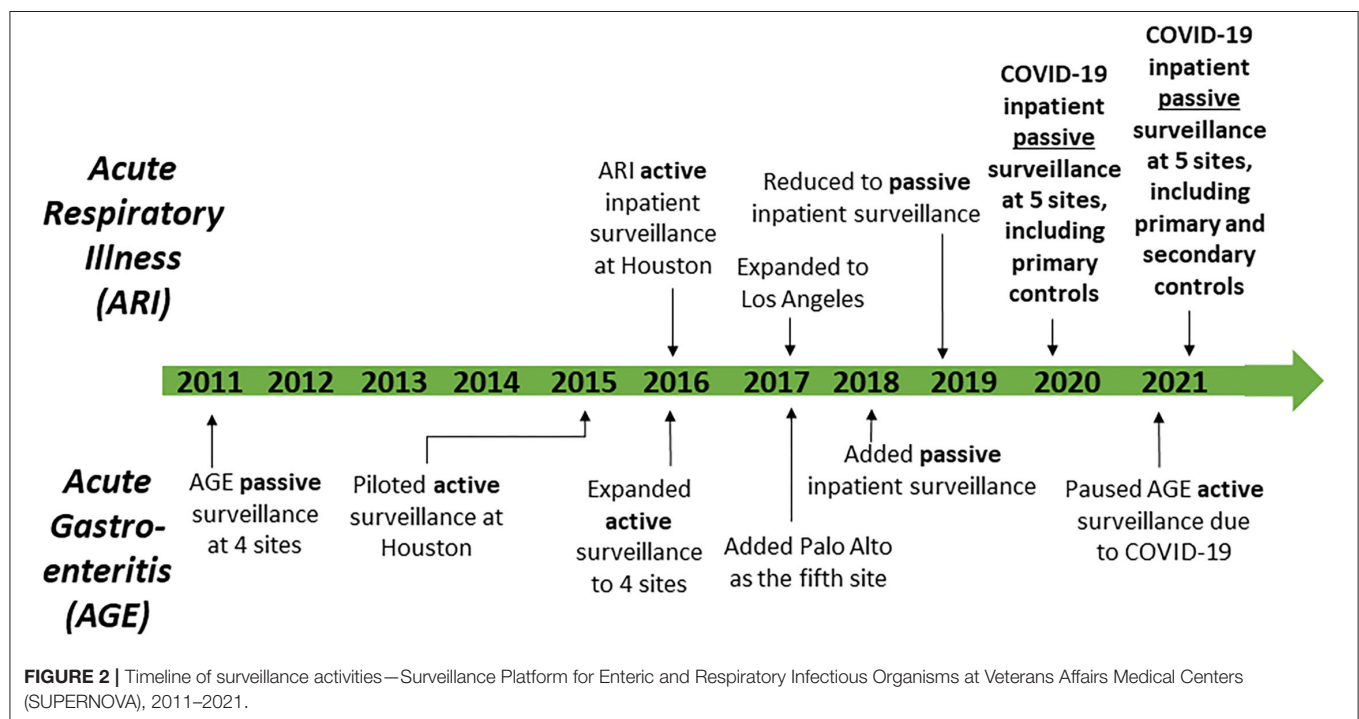 Acute
Respiratory
Illness
(ARI)
ARI active
inpatient
surveillance
at Houston
Expanded to
Los Angeles
Reduced to passive
inpatient surveillance
COVID-19
inpatient
passive
surveillance
at 5 sites,
including
primary
controls
COVID-19
inpatient
passive
surveillance
at 5 sites,
including
primary and
secondary
controls
2011 2012 2013 2014 2015 2016 2017 2018 2019 2020 2021
Acute
Gastro-
enteritis
(AGE)
AGE passive
surveillance
at 4 sites
Piloted active
surveillance at
Houston
Expanded
active
surveillance
to 4 sites
Added Palo Alto
as the fifth site
Added passive
inpatient surveillance
Paused AGE active
surveillance due
to COVID-19
FIGURE 2 | Timeline of surveillance activities—Surveillance Platform for Enteric and Respiratory Infectious Organisms at Veterans Affairs Medical Centers
(SUPERNOVA), 2011–2021.